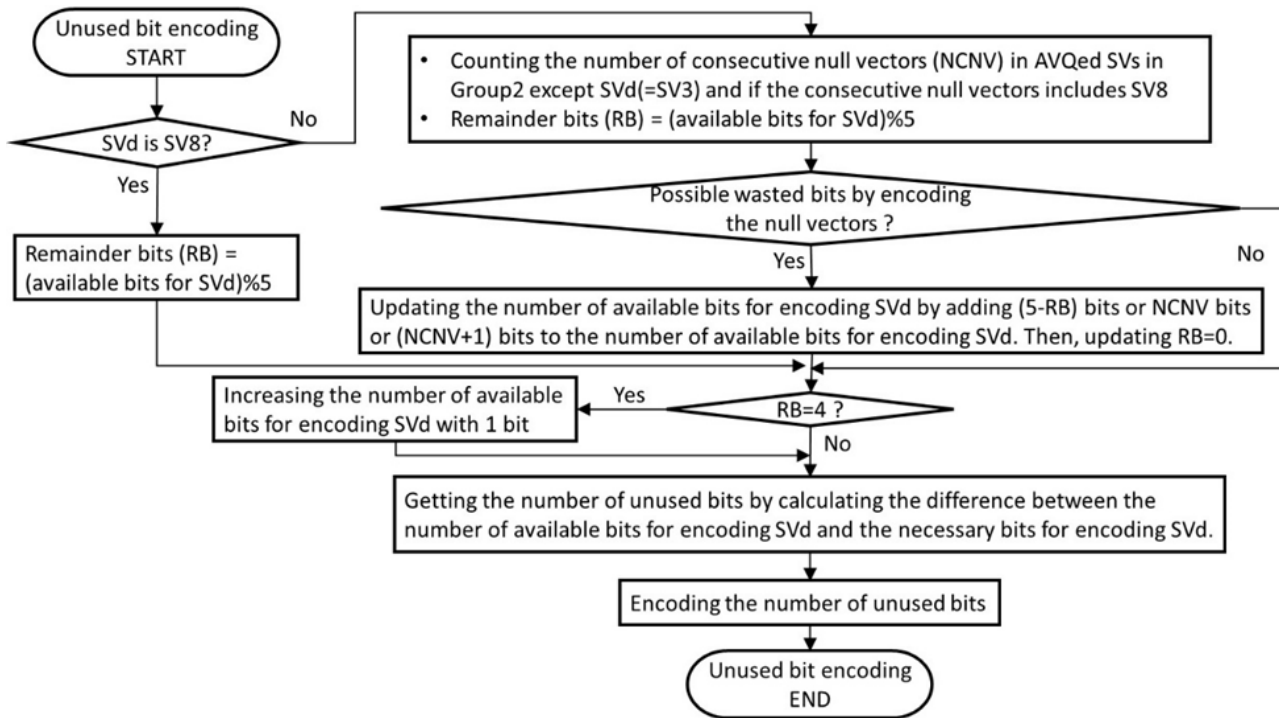 Unused bit encoding
START
SVd is SV8?
No
Yes
Remainder bits (RB) =
(available bits for SVd)%5
• Counting the number of consecutive null vectors (NCNV) in AVQed SVs in
Group2 except SVd(=SV3) and if the consecutive null vectors includes SV8
• Remainder bits (RB) = (available bits for SVd)%5
Possible wasted bits by encoding
the null vectors ?
No
Yes
Updating the number of available bits for encoding SVd by adding (5-RB) bits or NCNV bits
or (NCNV+1) bits to the number of available bits for encoding SVd. Then, updating RB=0.
Increasing the number of available
bits for encoding SVd with 1 bit
Yes
RB=4 ?
No
Getting the number of unused bits by calculating the difference between the
number of available bits for encoding SVd and the necessary bits for encoding SVd.
Encoding the number of unused bits
Unused bit encoding
END